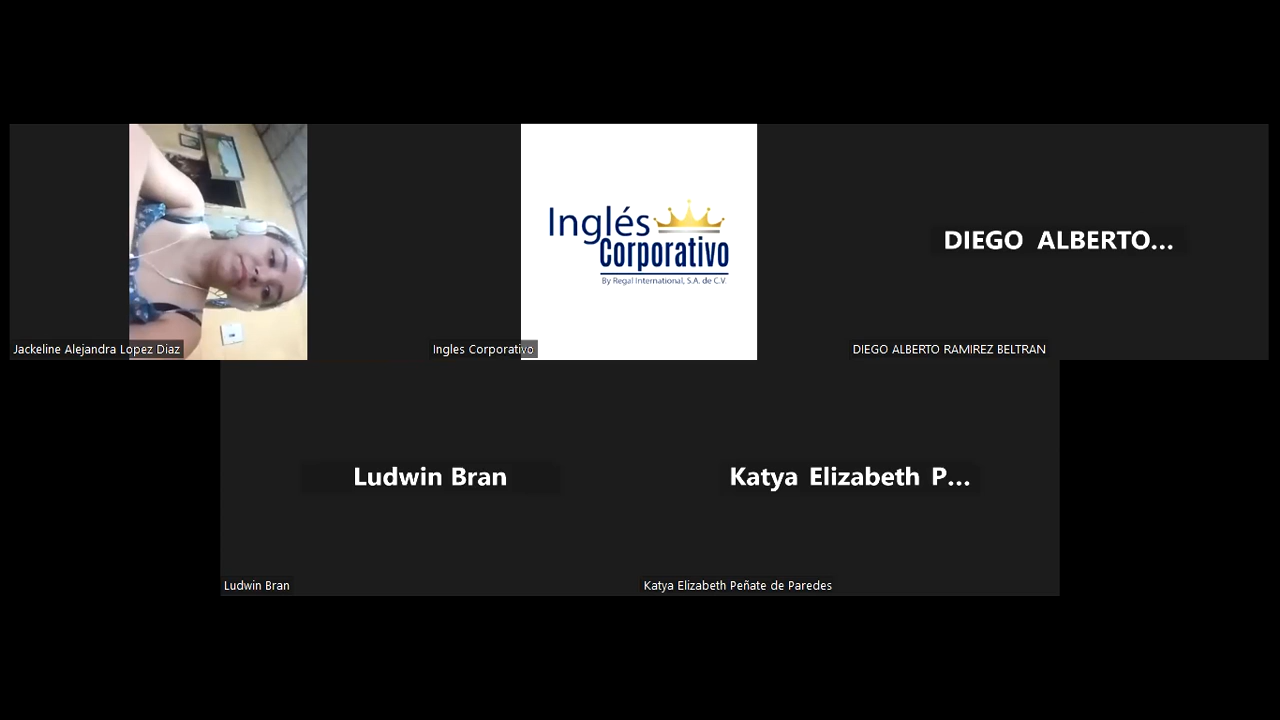 Inglés
Corporativo
By Regal International, S.A. de C.V.
DIEGO ALBERTO...
Jackeline Alejandra Lopez Diaz
Ingles Corporativo
DIEGO ALBERTO RAMIREZ BELTRAN
Ludwin Bran
Katya Elizabeth P...
Ludwin Bran
Katya Elizabeth Peñate de Paredes